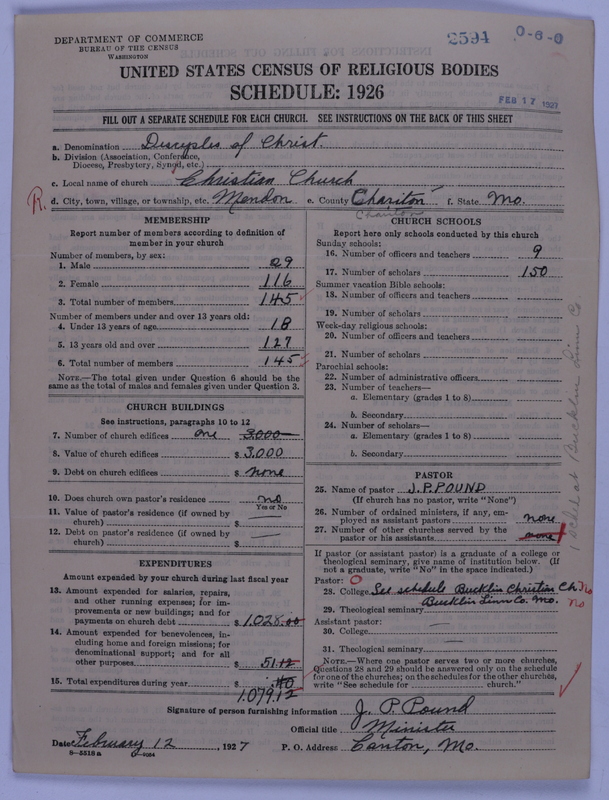 DEPARTMENT OF COMMERCE
BUREAU OF THE CENSUS
WASHINGTON
2594 0-6-0
UNITED STATES CENSUS OF RELIGIOUS BODIES
SCHEDULE: 1926
FEB 17 1927
FILL OUT A SEPARATE SCHEDULE FOR EACH CHURCH. SEE INSTRUCTIONS ON THE BACK OF THIS SHEET
a. Denomination Disciples of Christ.
b. Division (Association, Conference, Diocese, Presbytery, Synod, etc.)
c. Local name of church Christian Church
R. d. City, town, village, or township, etc. Mendon e. County Chariton f. State Mo.
Chariton
MEMBERSHIP
Report number of members according to definition of
member in your church
Number of members, by sex:
1. Male 29
2. Female 116
3. Total number of members 145
Number of members under and over 13 years old:
4. Under 13 years of age 18
5. 13 years old and over 127
6. Total number of members 145
NOTE.—The total given under Question 6 should be the
same as the total of males and females given under Question 3.
CHURCH BUILDINGS
See instructions, paragraphs 10 to 12
7. Number of church edifices one 3000
8. Value of church edifices $ 3,000
9. Debt on church edifices $ none
10. Does church own pastor's residence no
Yes or No
11. Value of pastor's residence (if owned by
church) $
12. Debt on pastor's residence (if owned by
church) $
EXPENDITURES
Amount expended by your church during last fiscal year
13. Amount expended for salaries, repairs,
and other running expenses; for im-
provements or new buildings; and for
payments on church debt $ 1,028.00
14. Amount expended for benevolences, in-
cluding home and foreign missions; for
denominational support; and for all
other purposes $ 51.12
15. Total expenditures during year $
1,079.12
CHURCH SCHOOLS
Report here only schools conducted by this church
Sunday schools:
16. Number of officers and teachers 9
17. Number of scholars 150
Summer vacation Bible schools:
18. Number of officers and teachers
19. Number of scholars
Week-day religious schools:
20. Number of officers and teachers
21. Number of scholars
Parochial schools:
22. Number of administrative officers
23. Number of teachers—
a. Elementary (grades 1 to 8)
b. Secondary
24. Number of scholars—
a. Elementary (grades 1 to 8)
b. Secondary
PASTOR
25. Name of pastor J. P. POUND
(If church has no pastor, write "None")
26. Number of ordained ministers, if any, em-
ployed as assistant pastors none
27. Number of other churches served by the
pastor or his assistants none 1
If pastor (or assistant pastor) is a graduate of a college or
theological seminary, give name of institution below. (If
not a graduate, write "No" in the space indicated.)
Pastor:
28. College See schedule Bucklin Christian Ch. No
29. Theological seminary Bucklin Linn Co. Mo. No
Assistant pastor:
30. College
31. Theological seminary
NOTE.—Where one pastor serves two or more churches,
Questions 28 and 29 should be answered only on the schedule
for one of the churches; on the schedules for the other churches,
write "See schedule for church."
Bucklin Linn Co
Signature of person furnishing information J. P. Pound
Official title Minister
Date February 12, 1927 P. O. Address Canton, Mo.
8—5518 a